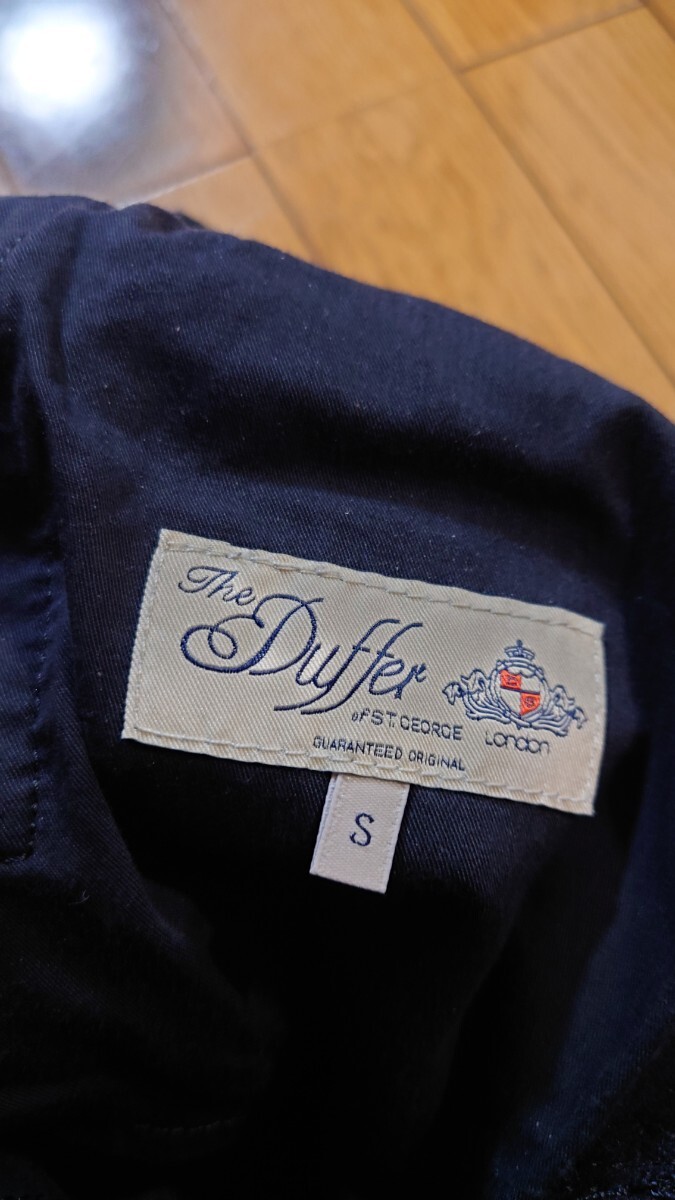 The
Duffer
of ST. GEORGE
GUARANTEED ORIGINAL
London
S